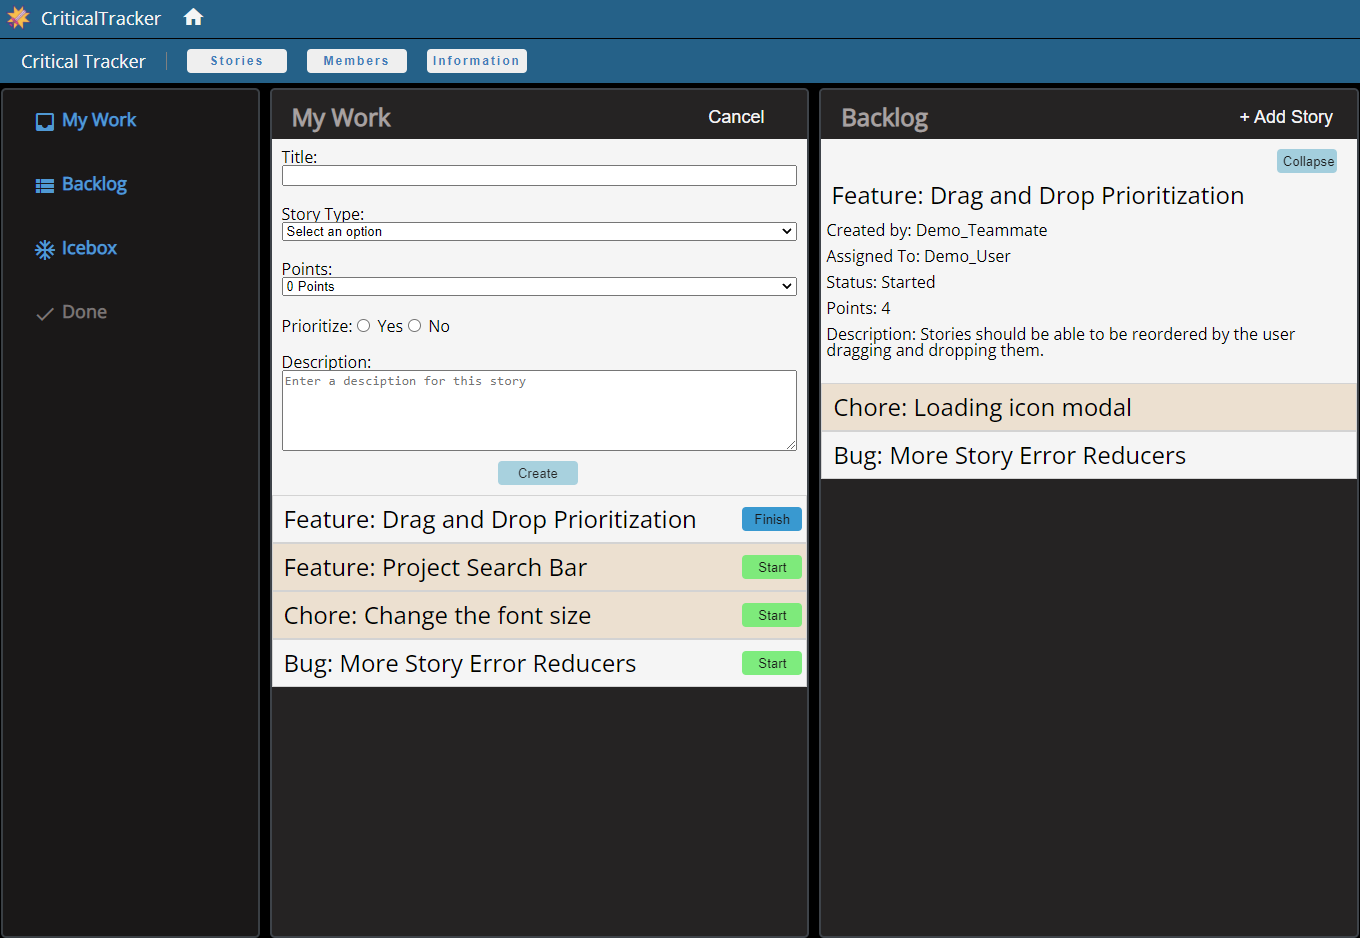 CriticalTracker
Critical Tracker
Stories
Members
Information
My Work
Backlog
Icebox
Done
My Work
Cancel
Title:
Story Type:
Select an option
Points:
0 Points
Prioritize: Yes No
Description:
Enter a desciption for this story
Create
Feature: Drag and Drop Prioritization
Finish
Feature: Project Search Bar
Start
Chore: Change the font size
Start
Bug: More Story Error Reducers
Start
Backlog
+ Add Story
Collapse
Feature: Drag and Drop Prioritization
Created by: Demo_Teammate
Assigned To: Demo_User
Status: Started
Points: 4
Description: Stories should be able to be reordered by the user
dragging and dropping them.
Chore: Loading icon modal
Bug: More Story Error Reducers